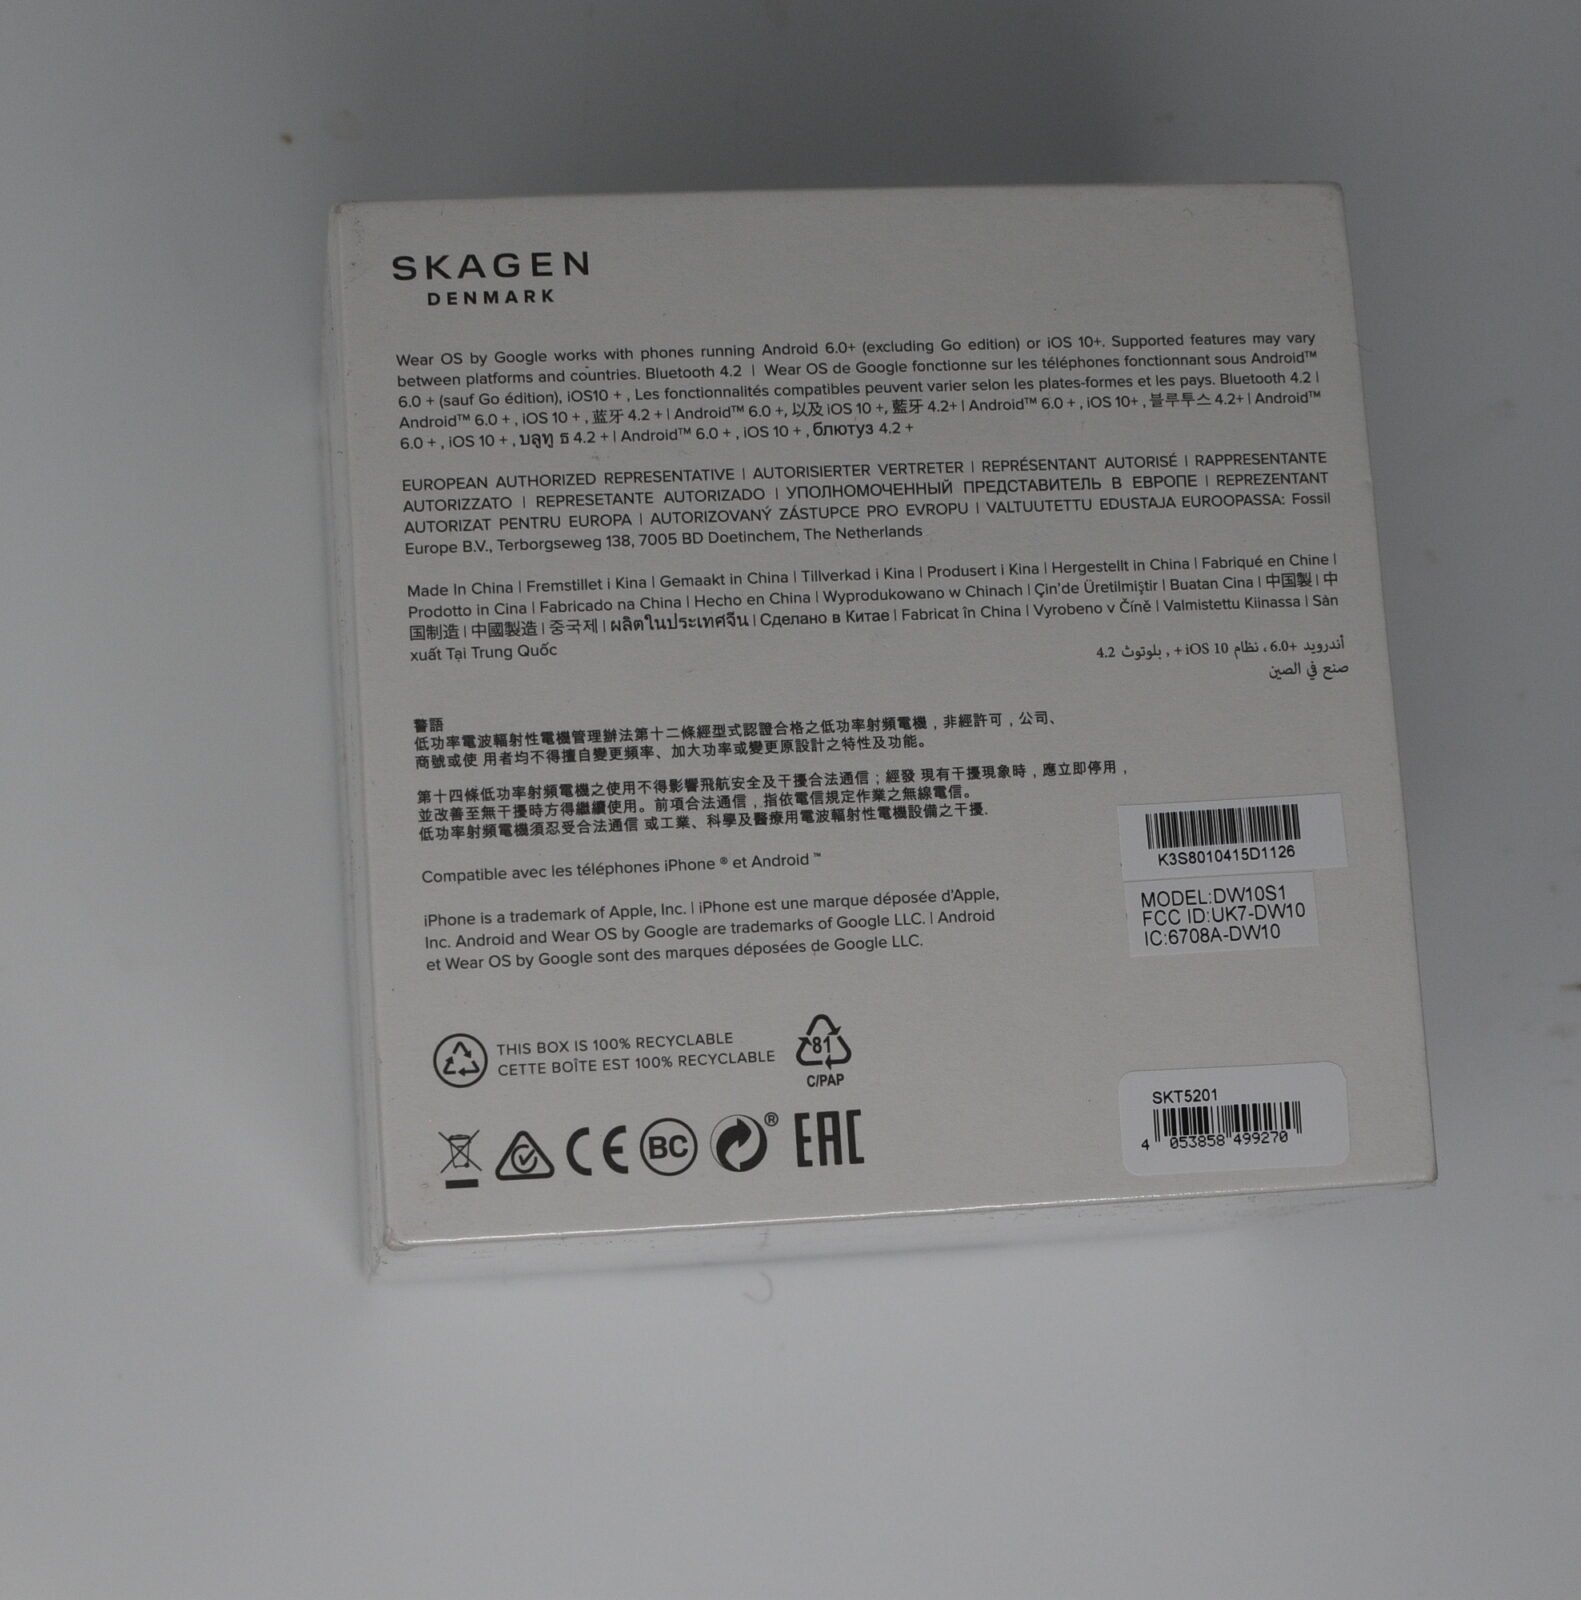 SKAGEN
DENMARK
Wear OS by Google works with phones running Android 6.0+ (excluding Go edition) or iOS 10+. Supported features may vary
between platforms and countries. Bluetooth 4.2 | Wear OS de Google fonctionne sur les téléphones fonctionnant sous Android™
6.0 + (sauf Go édition), iOS10 + , Les fonctionnalités compatibles peuvent varier selon les plates-formes et les pays. Bluetooth 4.2 |
Android™ 6.0 + , iOS 10 + , 蓝牙 4.2 + | Android™ 6.0 +, 以及 iOS 10 +, 藍牙 4.2+ | Android™ 6.0 + , iOS 10+ , 블루투스 4.2+ | Android™
6.0 + , iOS 10 + , บลูทู ธ 4.2 + | Android™ 6.0 + , iOS 10 + , блютуз 4.2 +
EUROPEAN AUTHORIZED REPRESENTATIVE | AUTORISIERTER VERTRETER | REPRÉSENTANT AUTORISÉ | RAPPRESENTANTE
AUTORIZZATO | REPRESETANTE AUTORIZADO | УПОЛНОМОЧЕННЫЙ ПРЕДСТАВИТЕЛЬ В ЕВРОПЕ | REPREZENTANT
AUTORIZAT PENTRU EUROPA | AUTORIZOVANÝ ZÁSTUPCE PRO EVROPU | VALTUUTETTU EDUSTAJA EUROOPASSA: Fossil
Europe B.V., Terborgseweg 138, 7005 BD Doetinchem, The Netherlands
Made In China | Fremstillet i Kina | Gemaakt in China | Tillverkad i Kina | Produsert i Kina | Hergestellt in China | Fabriqué en Chine |
Prodotto in Cina | Fabricado na China | Hecho en China | Wyprodukowano w Chinach | Çin'de Üretilmiştir | Buatan Cina | 中国製 | 中
国制造 | 中國製造 | 중국제 | ผลิตในประเทศจีน | Сделано в Китае | Fabricat în China | Vyrobeno v Číně | Valmistettu Kiinassa | Sản
xuất Tại Trung Quốc
أندرويد +6.0 ، نظام iOS 10 + , بلوتوث 4.2
صنع في الصين
警語
低功率電波輻射性電機管理辦法第十二條經型式認證合格之低功率射頻電機，非經許可，公司、
商號或使 用者均不得擅自變更頻率、加大功率或變更原設計之特性及功能。
第十四條低功率射頻電機之使用不得影響飛航安全及干擾合法通信；經發 現有干擾現象時，應立即停用，
並改善至無干擾時方得繼續使用。前項合法通信，指依電信規定作業之無線電信。
低功率射頻電機須忍受合法通信 或工業、科學及醫療用電波輻射性電機設備之干擾.
Compatible avec les téléphones iPhone ® et Android ™
iPhone is a trademark of Apple, Inc. | iPhone est une marque déposée d'Apple,
Inc. Android and Wear OS by Google are trademarks of Google LLC. | Android
et Wear OS by Google sont des marques déposées de Google LLC.
K3S8010415D1126
MODEL:DW10S1
FCC ID:UK7-DW10
IC:6708A-DW10
THIS BOX IS 100% RECYCLABLE
CETTE BOÎTE EST 100% RECYCLABLE
81
C/PAP
CE BC ® EAC
SKT5201
4 053858 499270